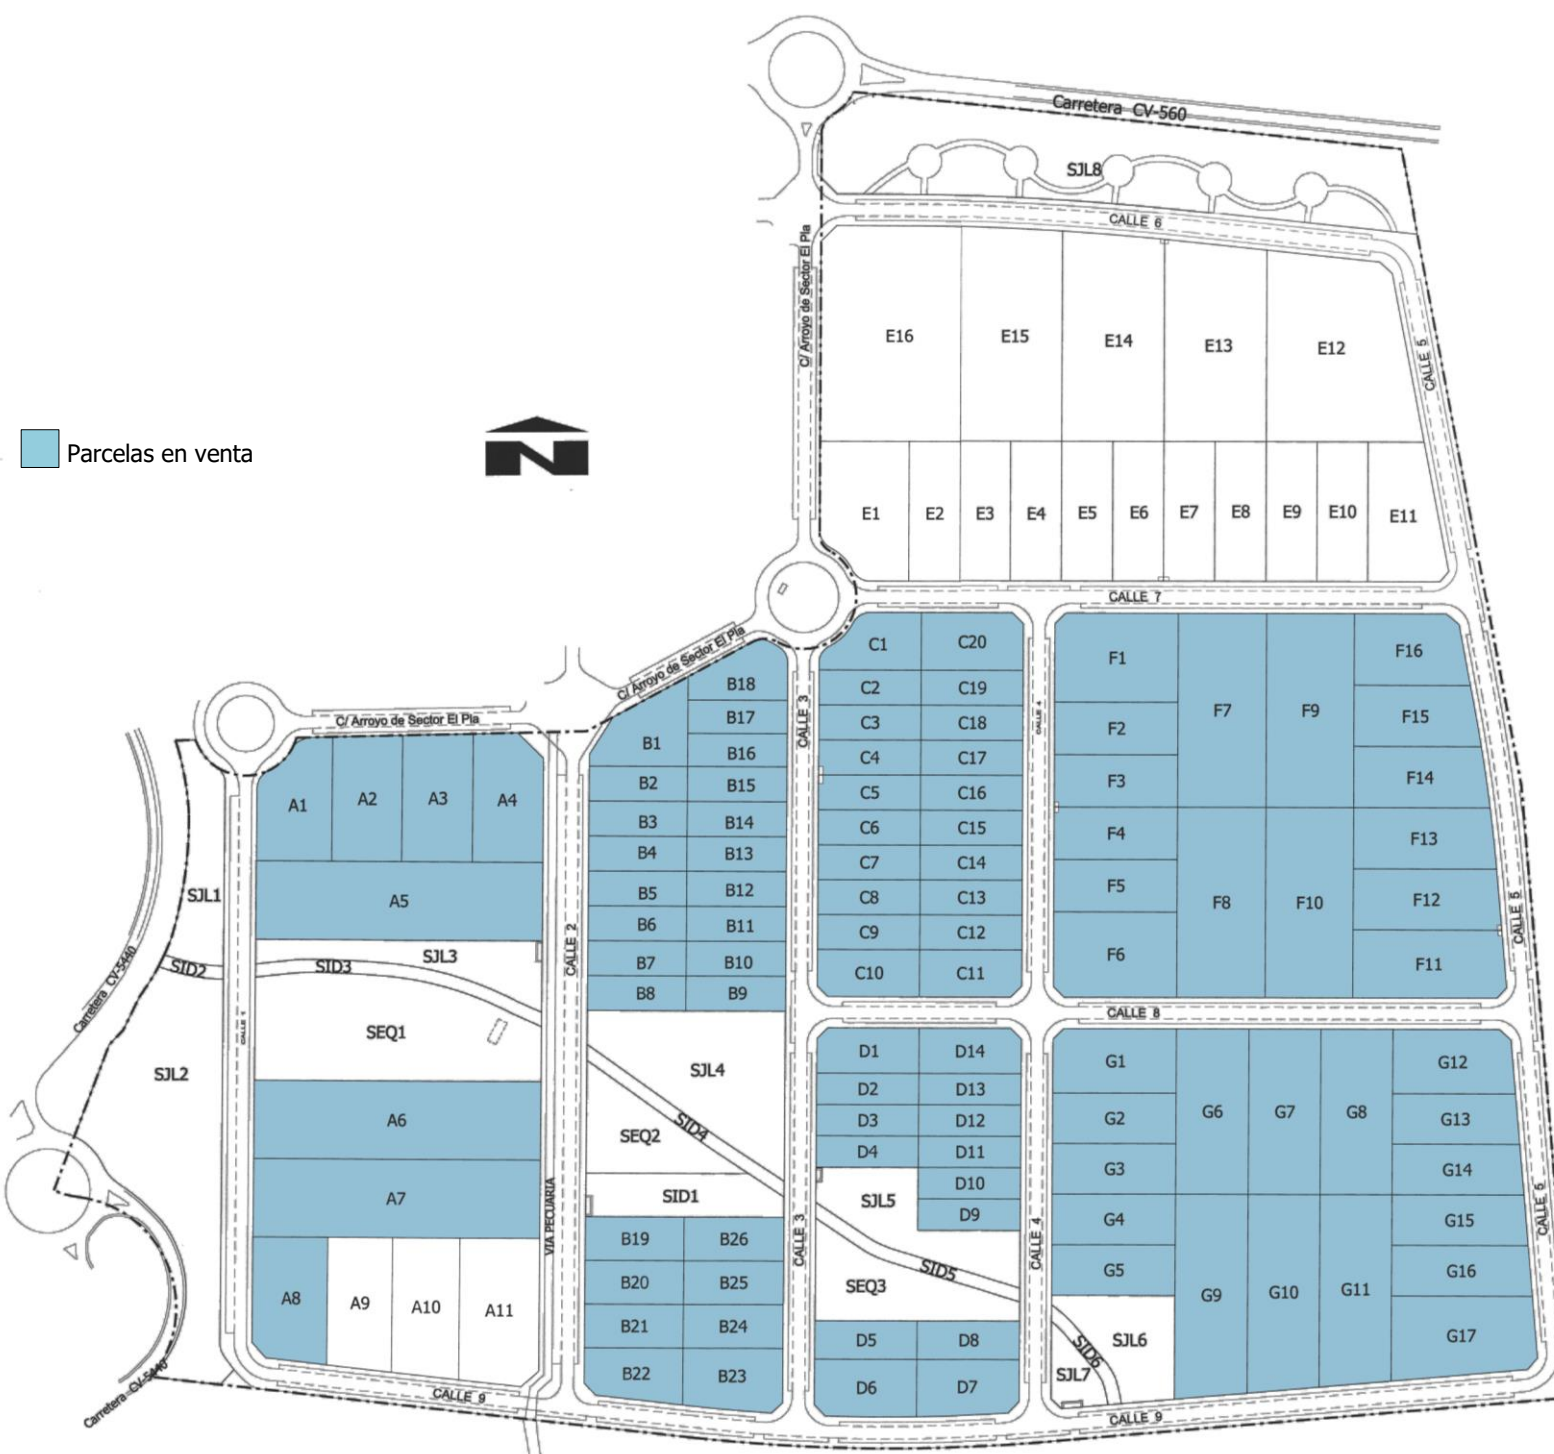 Carretera CV-560
SJL8
CALLE 6
C/ Arroyo de Sector El Pla
E16
E15
E14
E13
E12
CALLE 5
Parcelas en venta
N
E1
E2
E3
E4
E5
E6
E7
E8
E9
E10
E11
CALLE 7
C/ Arroyo de Sector El Pla
C/ Arroyo de Sector El Pla
A1
A2
A3
A4
A5
SJL1
SID2
SID3
SJL3
SEQ1
Carretera CV-5440
CALLE 1
SJL2
A6
A7
A8
A9
A10
A11
CALLE 2
VIA PECUARIA
Carretera CV-5440
CALLE 9
B18
B17
B1
B16
B2
B15
B3
B14
B4
B13
B5
B12
B6
B11
B7
B10
B8
B9
SJL4
SEQ2
SID4
SID1
B19
B26
B20
B25
B21
B24
B22
B23
CALLE 3
CALLE 3
C1
C20
C2
C19
C3
C18
C4
C17
C5
C16
C6
C15
C7
C14
C8
C13
C9
C12
C10
C11
CALLE 4
CALLE 8
D1
D14
D2
D13
D3
D12
D4
D11
D10
SJL5
D9
SID5
SEQ3
D5
D8
D6
D7
CALLE 4
F1
F7
F9
F16
F2
F15
F3
F14
F4
F13
F5
F8
F10
F12
F6
F11
CALLE 5
G1
G12
G2
G6
G7
G8
G13
G3
G14
G4
G15
G5
G9
G10
G11
G16
G17
CALLE 5
SJL6
SID6
SJL7
CALLE 9